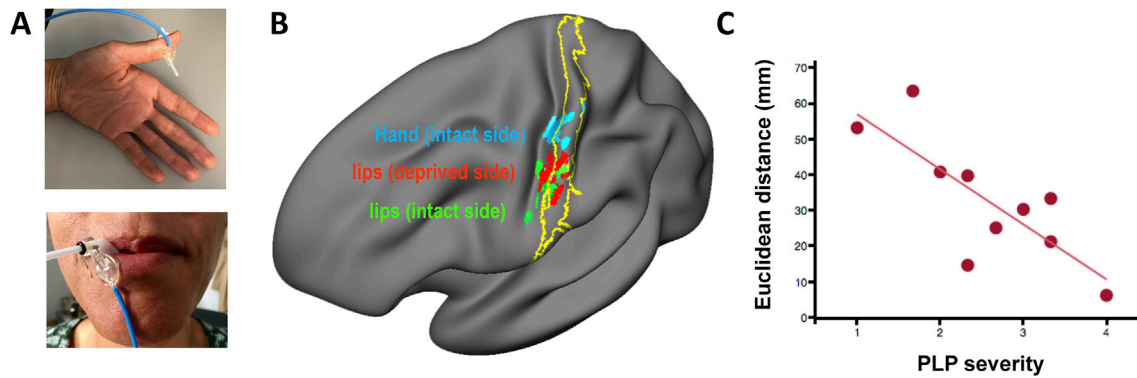 A
B
Hand (intact side)
lips (deprived side)
lips (intact side)
C
Euclidean distance (mm)
70
60
50
40
30
20
10
0
1 2 3 4
PLP severity